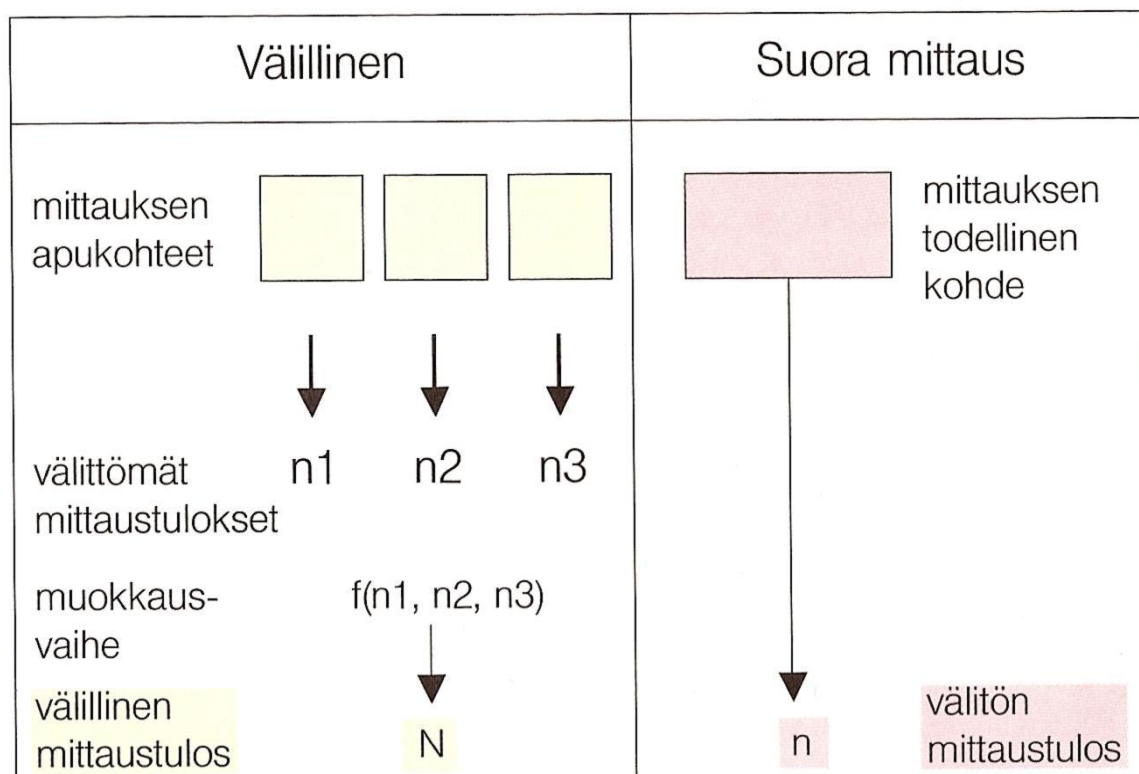 Välillinen
Suora mittaus
mittauksen
apukohteet
mittauksen
todellinen
kohde
välittömät
mittaustulokset
n1 n2 n3
muokkaus-
vaihe
f(n1, n2, n3)
välillinen
mittaustulos
N
n
välitön
mittaustulos